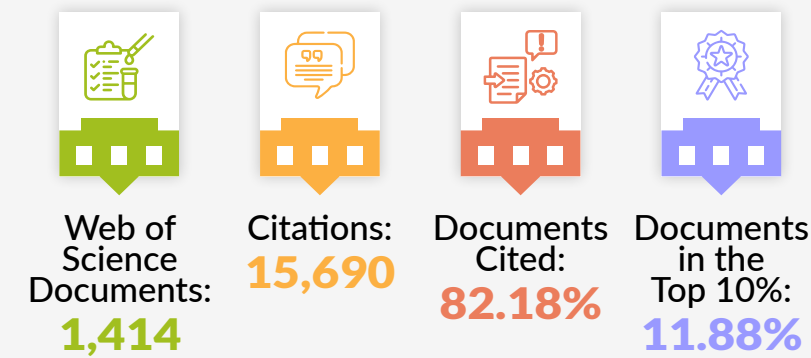 Web of
Science
Documents:
1,414
Citations:
15,690
Documents
Cited:
82.18%
Documents
in the
Top 10%:
11.88%